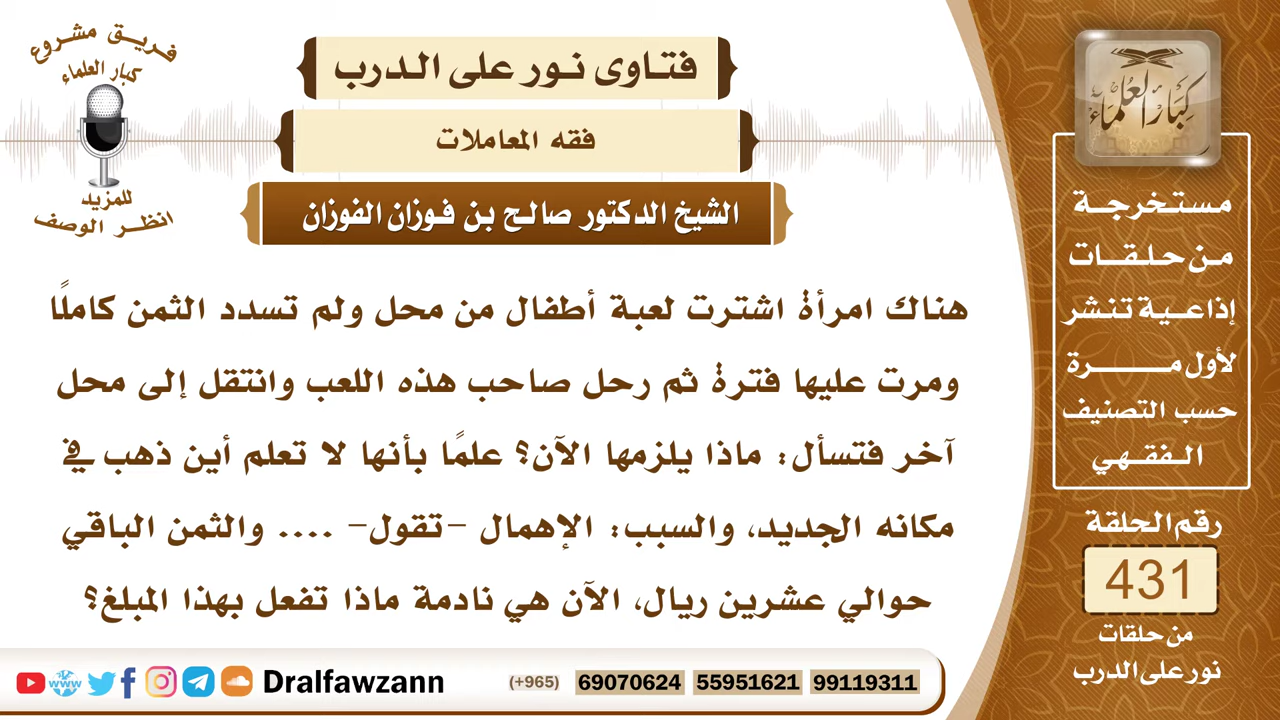 فريق مشروع
كبار العلماء
للمزيد
انظر الوصف
فتاوى نور على الدرب
فقه المعاملات
الشيخ الدكتور صالح بن فوزان الفوزان
هناك امرأة اشترت لعبة أطفال من محل ولم تسدد الثمن كاملًا
ومرت عليها فترة ثم رحل صاحب هذه اللعب وانتقل إلى محل
آخر فتسأل: ماذا يلزمها الآن؟ علمًا بأنها لا تعلم أين ذهب في
مكانه الجديد، والسبب: الإهمال -تقول- .... والثمن الباقي
حوالي عشرين ريال، الآن هي نادمة ماذا تفعل بهذا المبلغ؟
كبار العلماء
مستخرجة
من حلقات
إذاعية تنشر
لأول مرة
حسب التصنيف
الفقهي
رقم الحلقة
431
من حلقات
نور على الدرب
www
Dralfawzann
(+965) 69070624 55951621 99119311